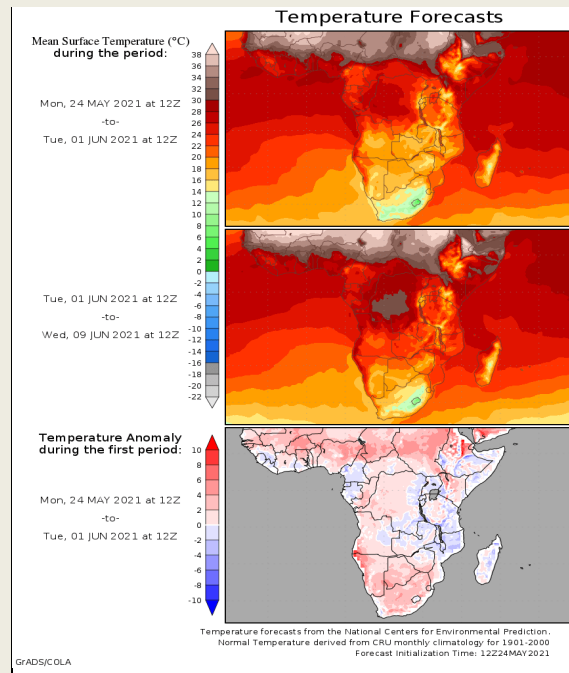 Temperature Forecasts
Mean Surface Temperature (°C)
during the period:
Mon, 24 MAY 2021 at 12Z
-to-
Tue, 01 JUN 2021 at 12Z
38
36
34
32
30
28
26
24
22
20
18
16
14
12
10
8
6
4
2
0
-2
-4
-6
-8
-10
-12
-14
-16
-18
-20
-22
Tue, 01 JUN 2021 at 12Z
-to-
Wed, 09 JUN 2021 at 12Z
Temperature Anomaly
during the first period:
Mon, 24 MAY 2021 at 12Z
-to-
Tue, 01 JUN 2021 at 12Z
10
8
6
4
2
0
-2
-4
-6
-8
-10
Temperature forecasts from the National Centers for Environmental Prediction.
Normal Temperature derived from CRU monthly climatology for 1901-2000
Forecast Initialization Time: 12Z24MAY2021
GrADS/COLA